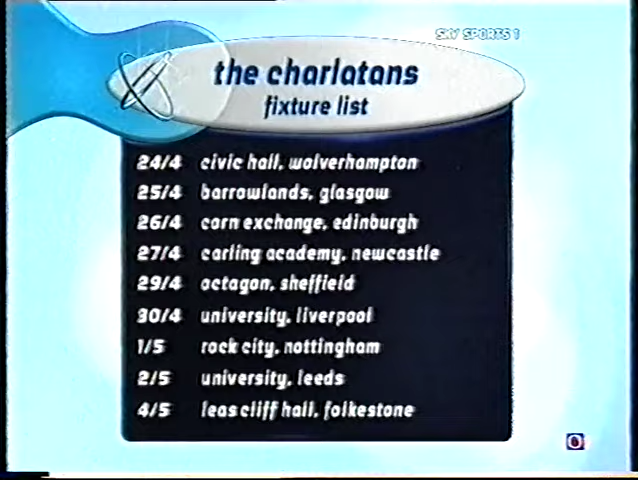 SKY SPORTS 1
the charlatans
fixture list
24/4 civic hall, wolverhampton
25/4 barrowlands, glasgow
26/4 corn exchange, edinburgh
27/4 carling academy, newcastle
29/4 octagon, sheffield
30/4 university, liverpool
1/5 rock city, nottingham
2/5 university, leeds
4/5 leas cliff hall, folkestone